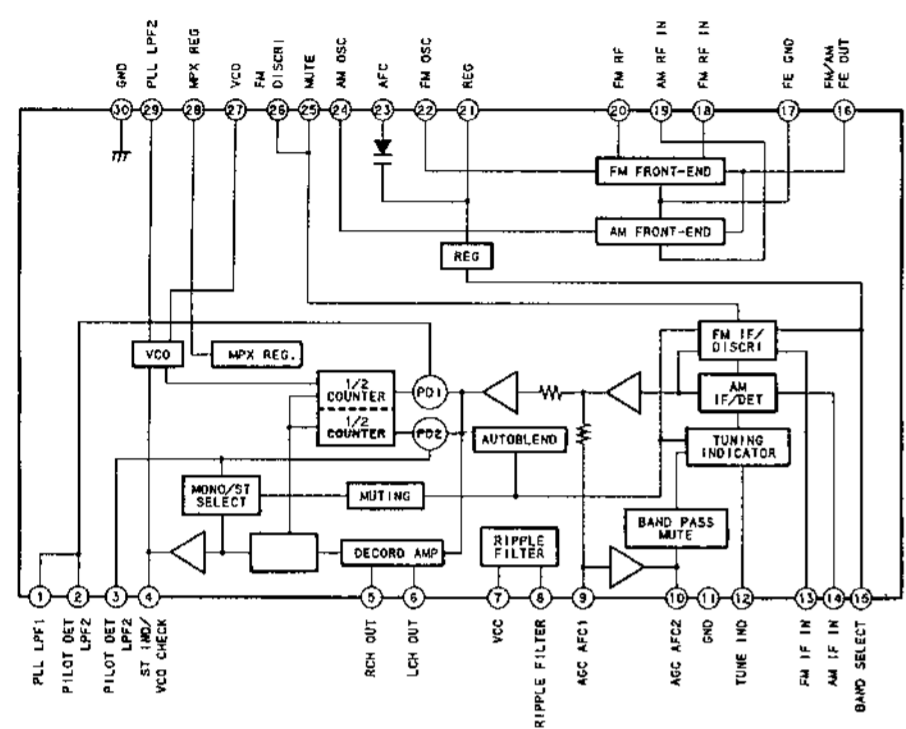 GND
PLL LPF2
MPX REG
VCO
FM
DISCRI
MUTE
AM OSC
AFC
FM OSC
REG
FM RF
AM RF IN
FM RF IN
FE GND
FM/AM
FE OUT
30
29
28
27
26
25
24
23
22
21
20
19
18
17
16
FM FRONT-END
AM FRONT-END
REG
VCO
MPX REG.
1/2
COUNTER
1/2
COUNTER
PD1
PD2
AUTOBLEND
FM IF/
DISCRI
AM
IF/DET
TUNING
INDICATOR
MONO/ST
SELECT
MUTING
BAND PASS
MUTE
DECORD AMP
RIPPLE
FILTER
1
2
3
4
5
6
7
8
9
10
11
12
13
14
15
PLL LPF1
PILOT DET
LPF2
PILOT DET
LPF2
ST IND/
VCO CHECK
RCH OUT
LCH OUT
VCC
RIPPLE FILTER
AGC AFC1
AGC AFC2
GND
TUNE IND
FM IF IN
AM IF IN
BAND SELECT